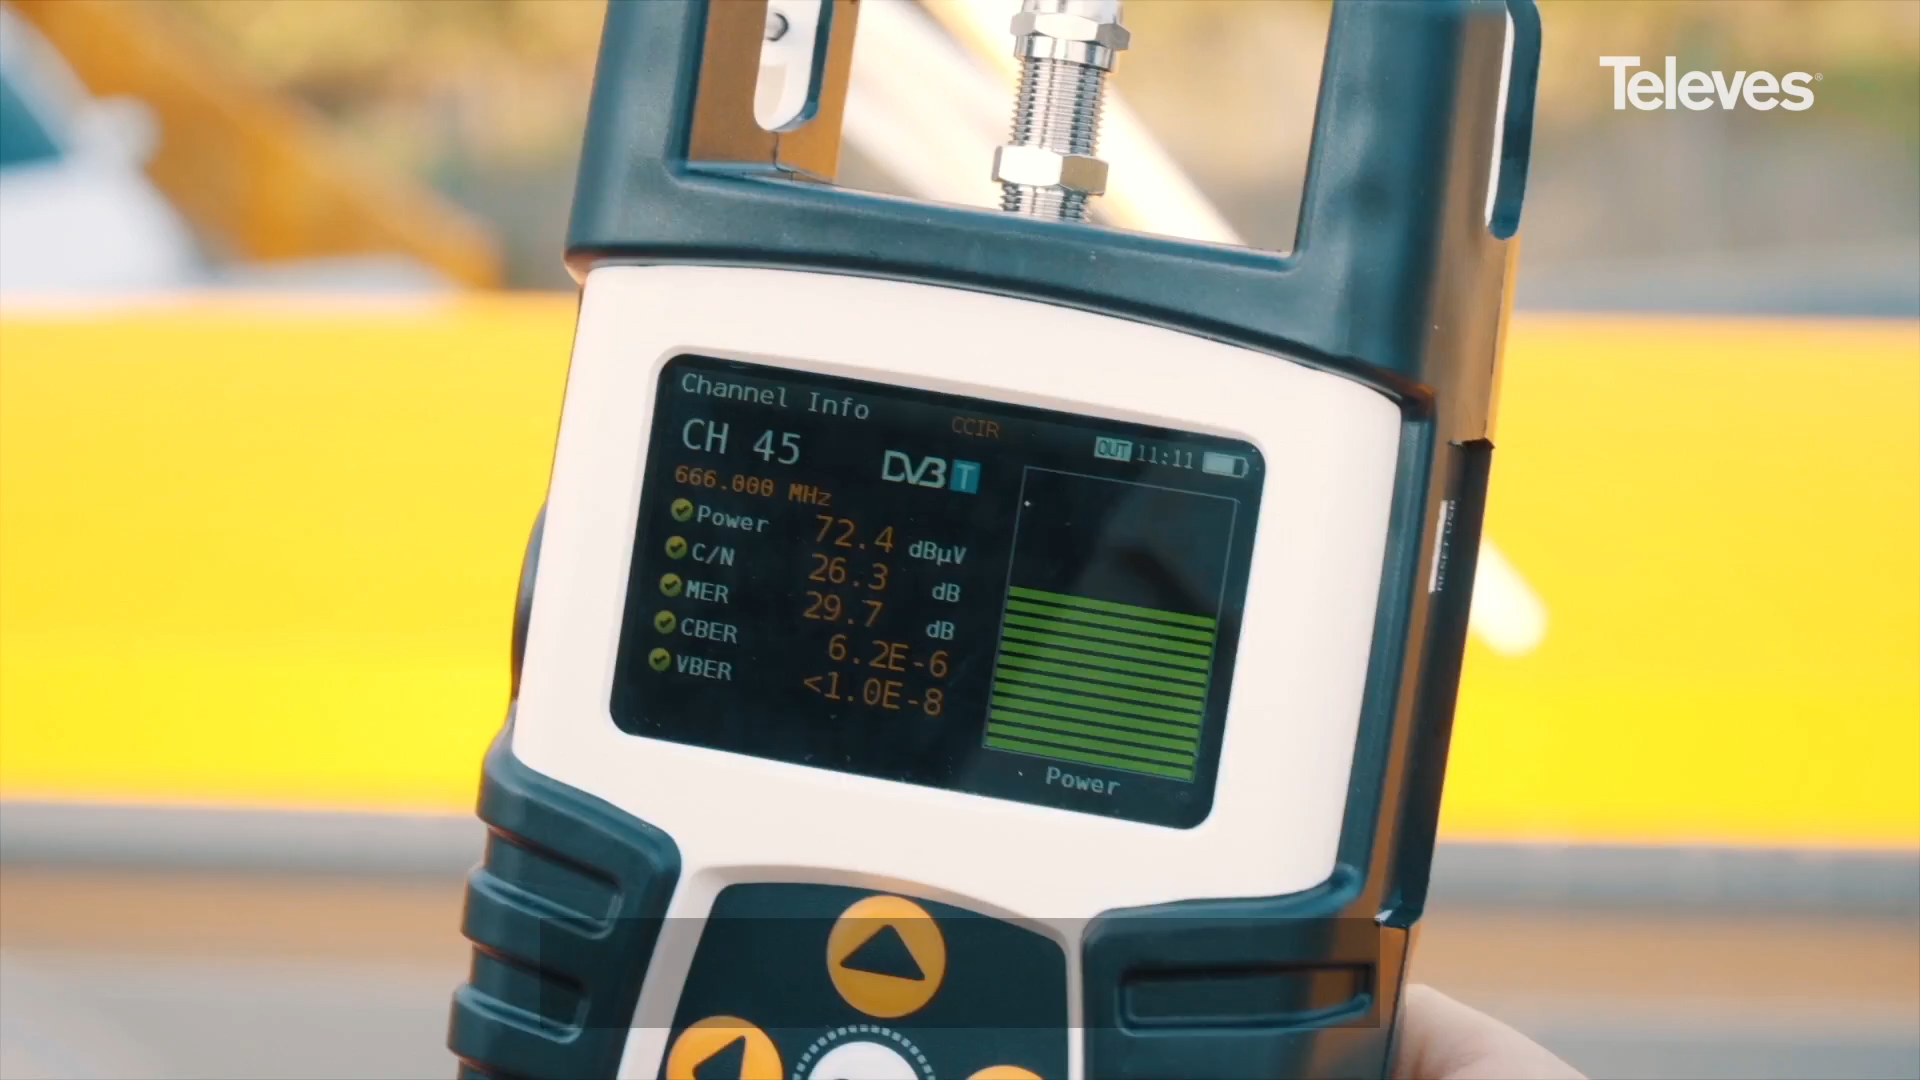 Televes®
Channel Info
CCIR
OUT 11:11
CH 45
DVB T
666.000 MHz
Power 72.4 dBµV
C/N 26.3 dB
MER 29.7 dB
CBER 6.2E-6
VBER <1.0E-8
Power